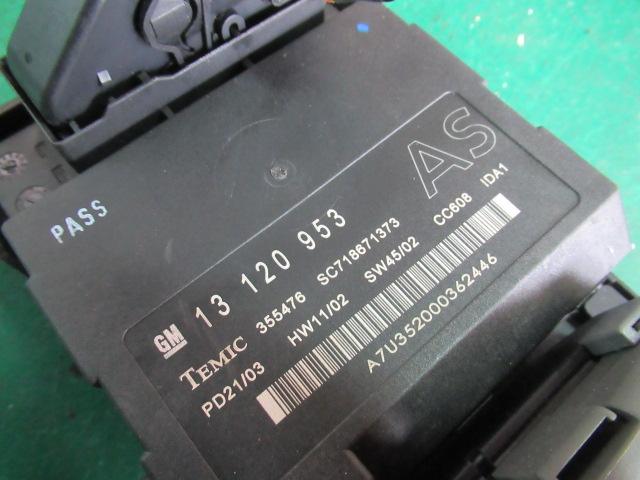 PASS
AS
GM 13 120 953
TEMIC 355476 SC718671373
PD21/03 HW11/02 SW45/02 CC608 IDA1
A7U352000362446